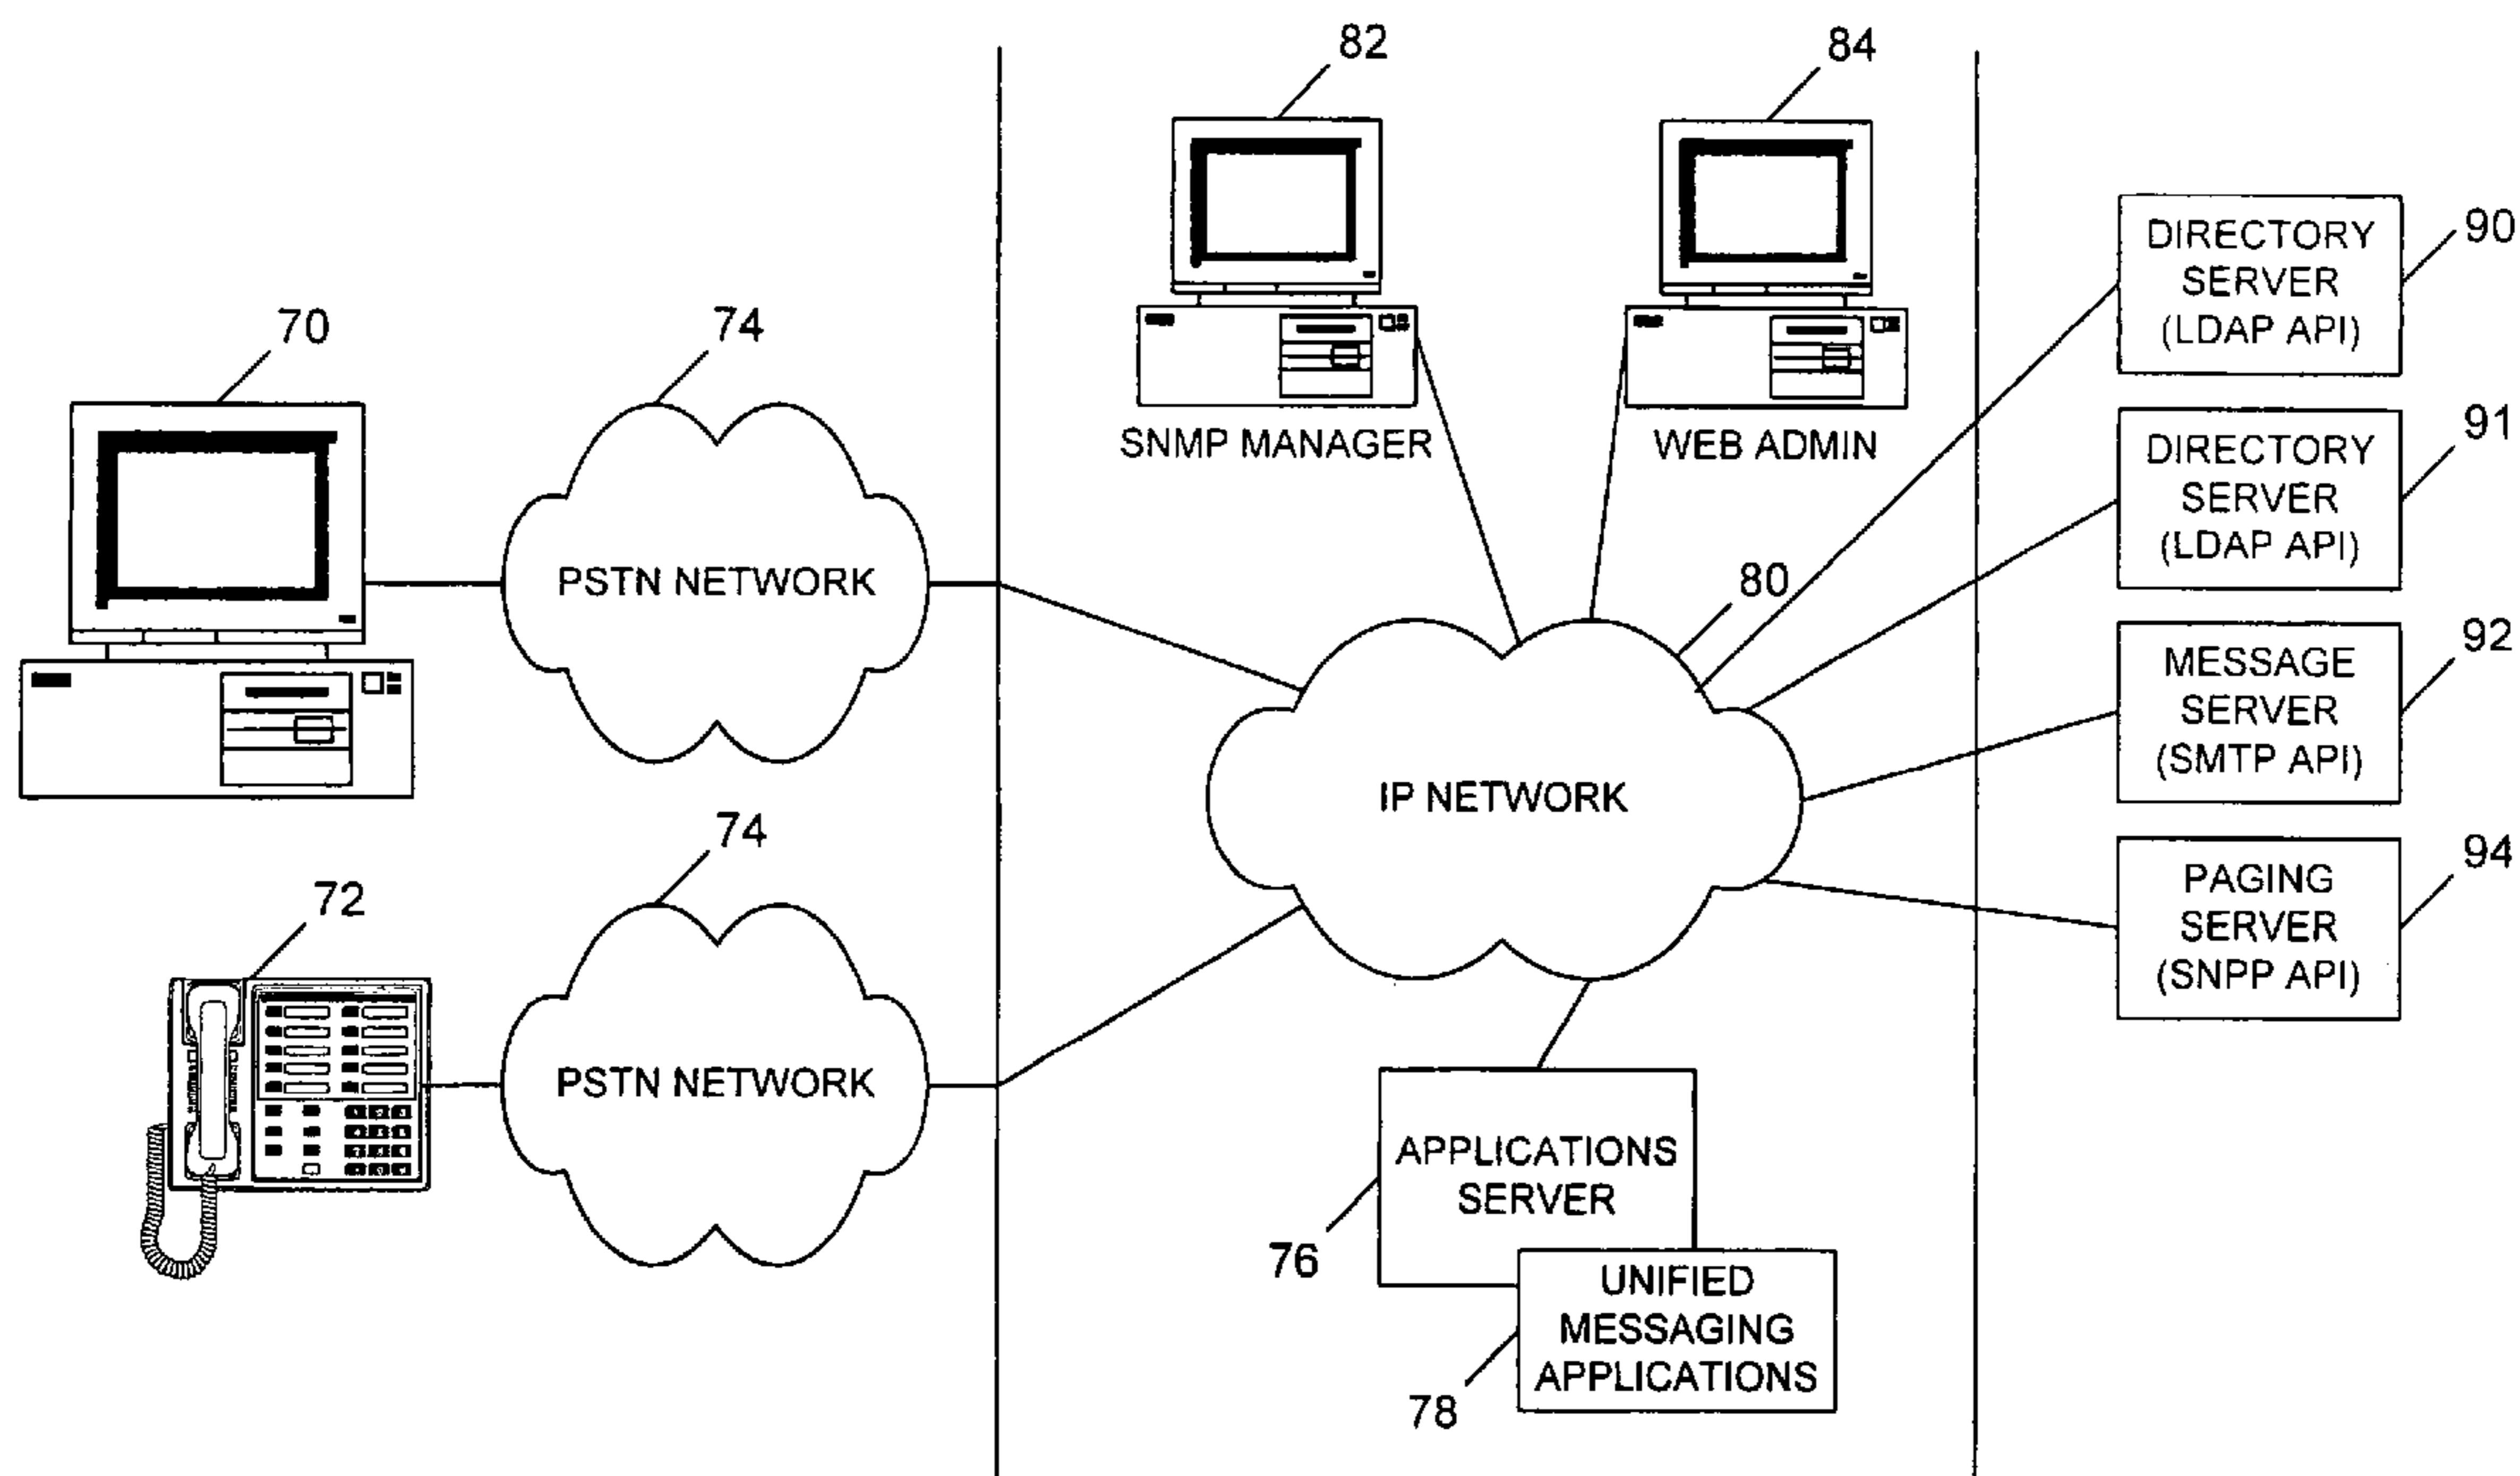 82
84
90
DIRECTORY
SERVER
(LDAP API)
70
74
SNMP MANAGER
WEB ADMIN
91
DIRECTORY
SERVER
(LDAP API)
PSTN NETWORK
80
92
MESSAGE
SERVER
(SMTP API)
IP NETWORK
74
72
94
PAGING
SERVER
(SNPP API)
PSTN NETWORK
APPLICATIONS
SERVER
76
UNIFIED
MESSAGING
APPLICATIONS
78